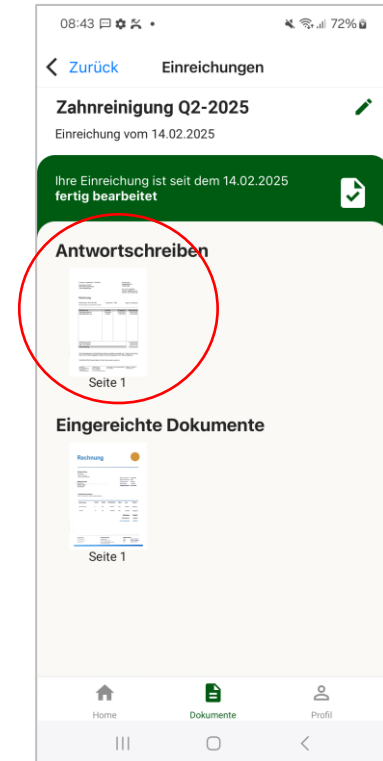 08:43
72%
Zurück Einreichungen
Zahnreinigung Q2-2025
Einreichung vom 14.02.2025
Ihre Einreichung ist seit dem 14.02.2025
fertig bearbeitet
Antwortschreiben
Rechnung
Seite 1
Eingereichte Dokumente
Rechnung
Seite 1
Home Dokumente Profil